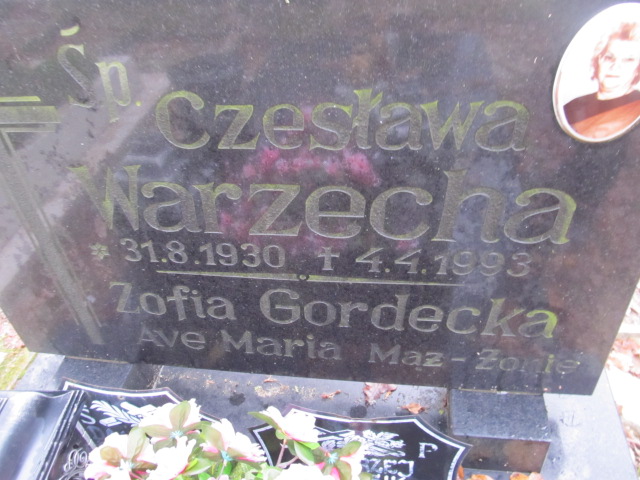 Śp. Czesława
Warzecha
* 31.8.1930 † 4.4.1993
Zofia Gordecka
Ave Maria Mąż - Żonie